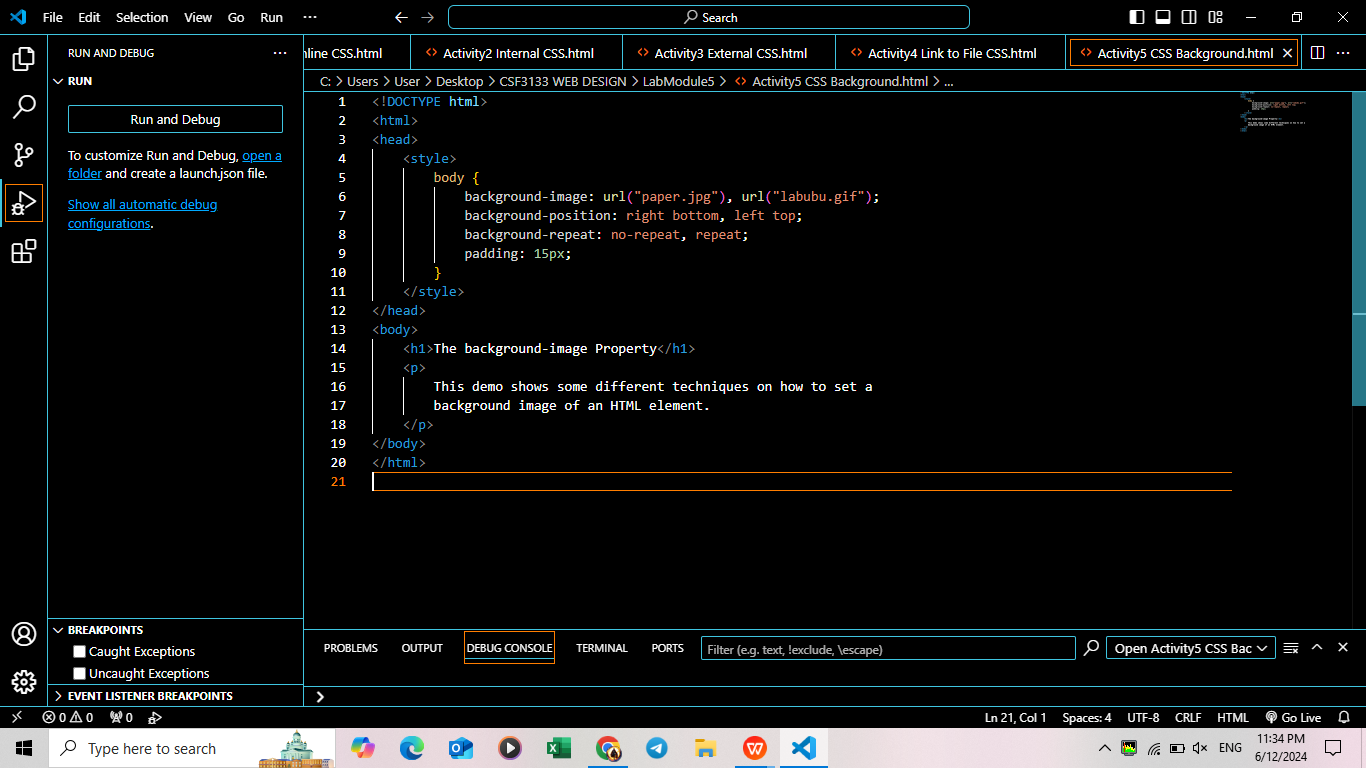 File Edit Selection View Go Run ··· Search
RUN AND DEBUG ···
nline CSS.html Activity2 Internal CSS.html Activity3 External CSS.html Activity4 Link to File CSS.html Activity5 CSS Background.html ···
C: > Users > User > Desktop > CSF3133 WEB DESIGN > LabModule5 > Activity5 CSS Background.html > ...
RUN
Run and Debug
To customize Run and Debug, open a
folder and create a launch.json file.
Show all automatic debug
configurations.
1 <!DOCTYPE html>
2 <html>
3 <head>
4 <style>
5 body {
6 background-image: url("paper.jpg"), url("labubu.gif");
7 background-position: right bottom, left top;
8 background-repeat: no-repeat, repeat;
9 padding: 15px;
10 }
11 </style>
12 </head>
13 <body>
14 <h1>The background-image Property</h1>
15 <p>
16 This demo shows some different techniques on how to set a
17 background image of an HTML element.
18 </p>
19 </body>
20 </html>
21
BREAKPOINTS
Caught Exceptions
Uncaught Exceptions
EVENT LISTENER BREAKPOINTS
PROBLEMS OUTPUT DEBUG CONSOLE TERMINAL PORTS Filter (e.g. text, !exclude, \escape) Open Activity5 CSS Bac
0 0 0 Ln 21, Col 1 Spaces: 4 UTF-8 CRLF HTML Go Live
Type here to search ENG 11:34 PM
6/12/2024